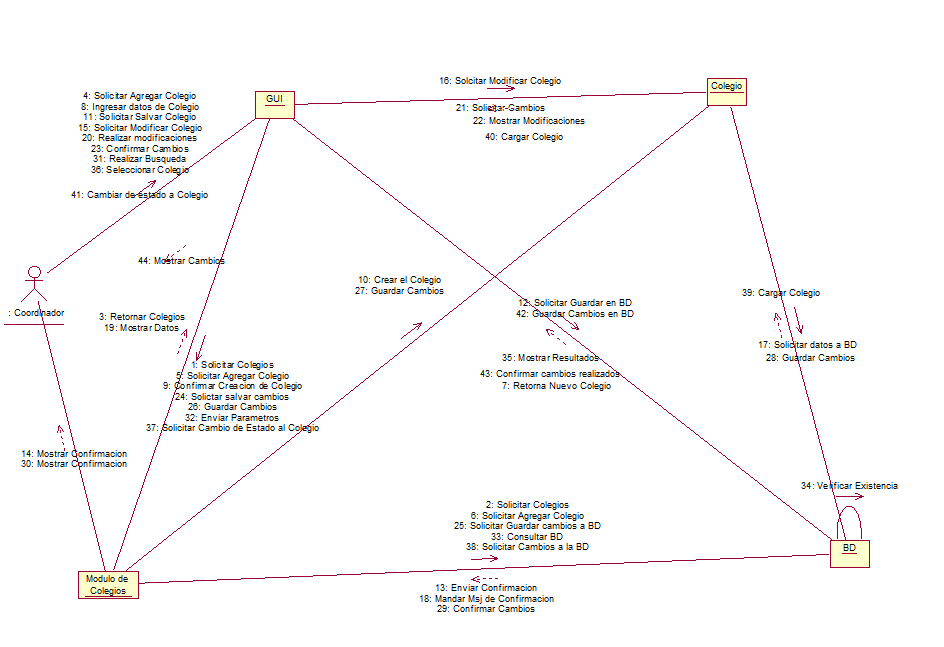 16: Solcitar Modificar Colegio
Colegio
4: Solicitar Agregar Colegio
8: Ingresar datos de Colegio
11: Solicitar Salvar Colegio
15: Solicitar Modificar Colegio
20: Realizar modificaciones
23: Confirmar Cambios
31: Realizar Busqueda
36: Seleccionar Colegio
41: Cambiar de estado a Colegio
GUI
21: Solicitar Cambios
22: Mostrar Modificaciones
40: Cargar Colegio
44: Mostrar Cambios
: Coordinador
10: Crear el Colegio
27: Guardar Cambios
12: Solicitar Guardar en BD
42: Guardar Cambios en BD
39: Cargar Colegio
3: Retornar Colegios
19: Mostrar Datos
17: Solicitar datos a BD
28: Guardar Cambios
35: Mostrar Resultados
43: Confirmar cambios realizados
7: Retorna Nuevo Colegio
1: Solicitar Colegios
5: Solicitar Agregar Colegio
9: Confirmar Creacion de Colegio
24: Solictar salvar cambios
26: Guardar Cambios
32: Enviar Parametros
37: Solicitar Cambio de Estado al Colegio
14: Mostrar Confirmacion
30: Mostrar Confirmacion
34: Verificar Existencia
2: Solicitar Colegios
6: Solicitar Agregar Colegio
25: Solicitar Guardar cambios a BD
33: Consultar BD
38: Solicitar Cambios a la BD
BD
Modulo de
Colegios
13: Enviar Confirmacion
18: Mandar Msj de Confirmacion
29: Confirmar Cambios